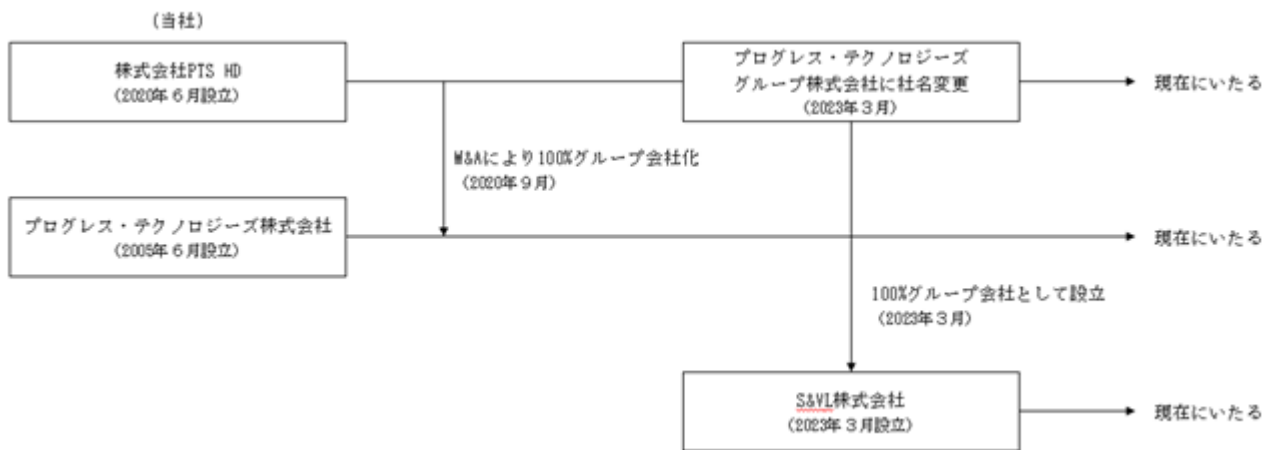 (当社)
株式会社PTS HD
(2020年6月設立)
プログレス・テクノロジーズ
グループ株式会社に社名変更
(2023年3月)
現在にいたる
M&Aにより100%グループ会社化
(2020年9月)
プログレス・テクノロジーズ株式会社
(2005年6月設立)
現在にいたる
100%グループ会社として設立
(2023年3月)
S&VL株式会社
(2023年3月設立)
現在にいたる